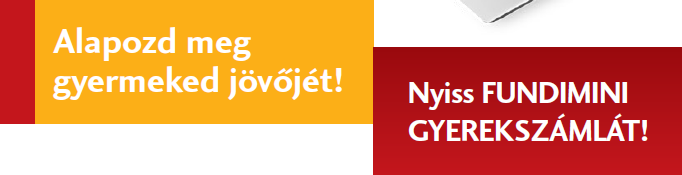 Alapozd meg
gyermeked jövőjét!
Nyiss FUNDIMINI
GYEREKSZÁMLÁT!